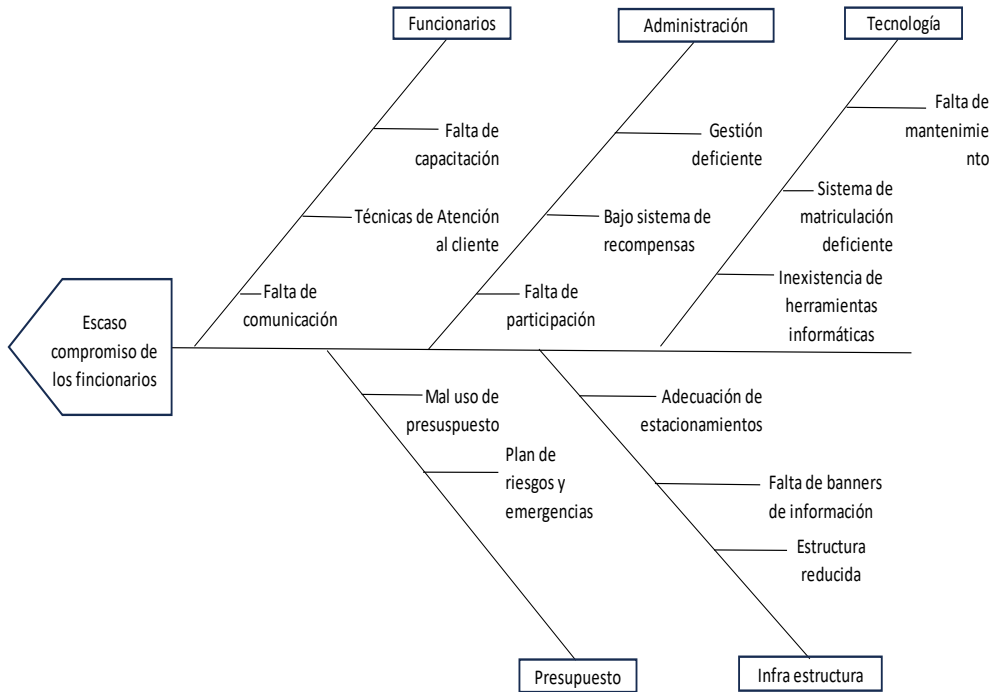 Funcionarios
Administración
Tecnología
Falta de
capacitación
Técnicas de Atención
al cliente
Falta de
comunicación
Gestión
deficiente
Bajo sistema de
recompensas
Falta de
participación
Falta de
mantenimie
nto
Sistema de
matriculación
deficiente
Inexistencia de
herramientas
informáticas
Escaso
compromiso de
los fincionarios
Mal uso de
presuspuesto
Plan de
riesgos y
emergencias
Adecuación de
estacionamientos
Falta de banners
de información
Estructura
reducida
Presupuesto
Infra estructura